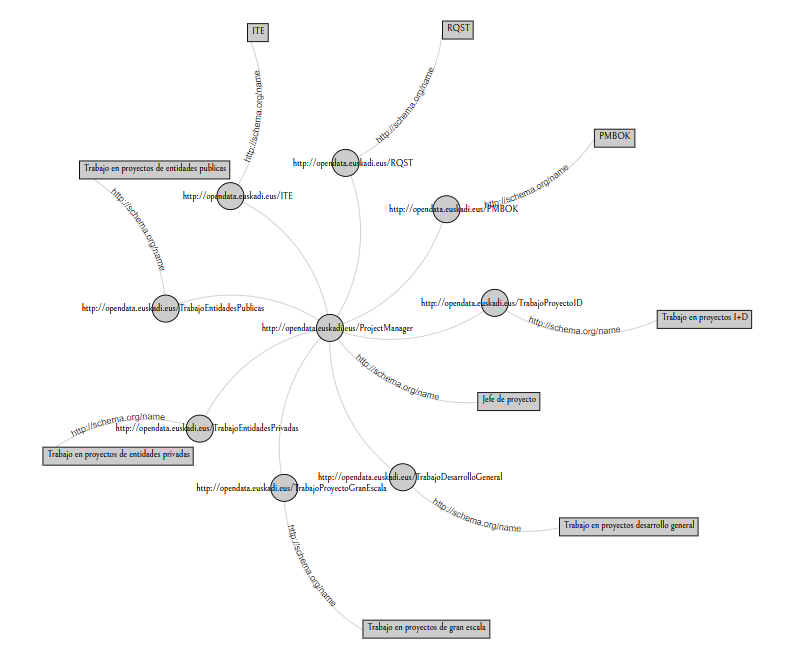 ITE
RQST
http://schema.org/name
http://schema.org/name
PMBOK
http://opendata.euskadi.eus/RQST
Trabajo en proyectos de entidades publicas
http://schema.org/name
http://opendata.euskadi.eus/ITE
http://opendata.euskadi.eus/PMBOK
http://schema.org/name
http://opendata.euskadi.eus/TrabajoProyectoID
http://opendata.euskadi.eus/TrabajoEntidadesPublicas
Trabajo en proyectos I+D
http://schema.org/name
http://opendata.euskadi.eus/ProjectManager
http://schema.org/name
Jefe de proyecto
http://schema.org/name
http://opendata.euskadi.eus/TrabajoEntidadesPrivadas
Trabajo en proyectos de entidades privadas
http://opendata.euskadi.eus/TrabajoDesarrolloGeneral
http://opendata.euskadi.eus/TrabajoProyectoGranEscala
http://schema.org/name
Trabajo en proyectos desarrollo general
http://schema.org/name
Trabajo en proyectos de gran escala